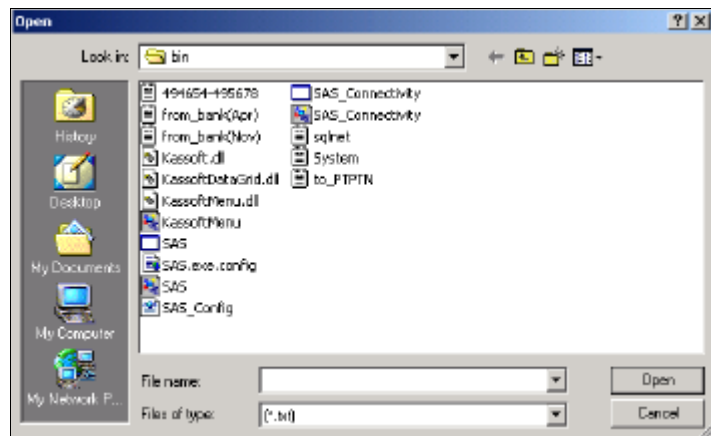 Open
Look in: bin
494654-495678
from_bank(Apr)
from_bank(Nov)
Kassoft.dll
KassoftDataGrid.dll
KassoftMenu.dll
KassoftMenu
SAS
SAS.exe.config
SAS
SAS_Config
SAS_Connectivity
SAS_Connectivity
sqlnet
System
to_PTPTN
History
Desktop
My Documents
My Computer
My Network P...
File name:
Open
Files of type: (*.txt)
Cancel